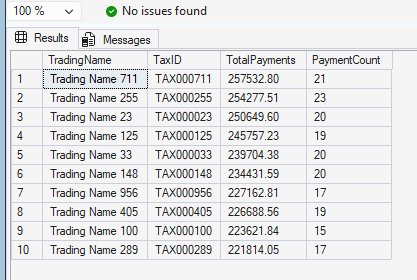 100 % No issues found
Results Messages
TradingName TaxID TotalPayments PaymentCount
1 Trading Name 711 TAX000711 257532.80 21
2 Trading Name 255 TAX000255 254277.51 23
3 Trading Name 23 TAX000023 250649.60 20
4 Trading Name 125 TAX000125 245757.23 19
5 Trading Name 33 TAX000033 239704.38 20
6 Trading Name 148 TAX000148 234431.59 20
7 Trading Name 956 TAX000956 227162.81 17
8 Trading Name 405 TAX000405 226688.56 19
9 Trading Name 100 TAX000100 223621.84 15
10 Trading Name 289 TAX000289 221814.05 17